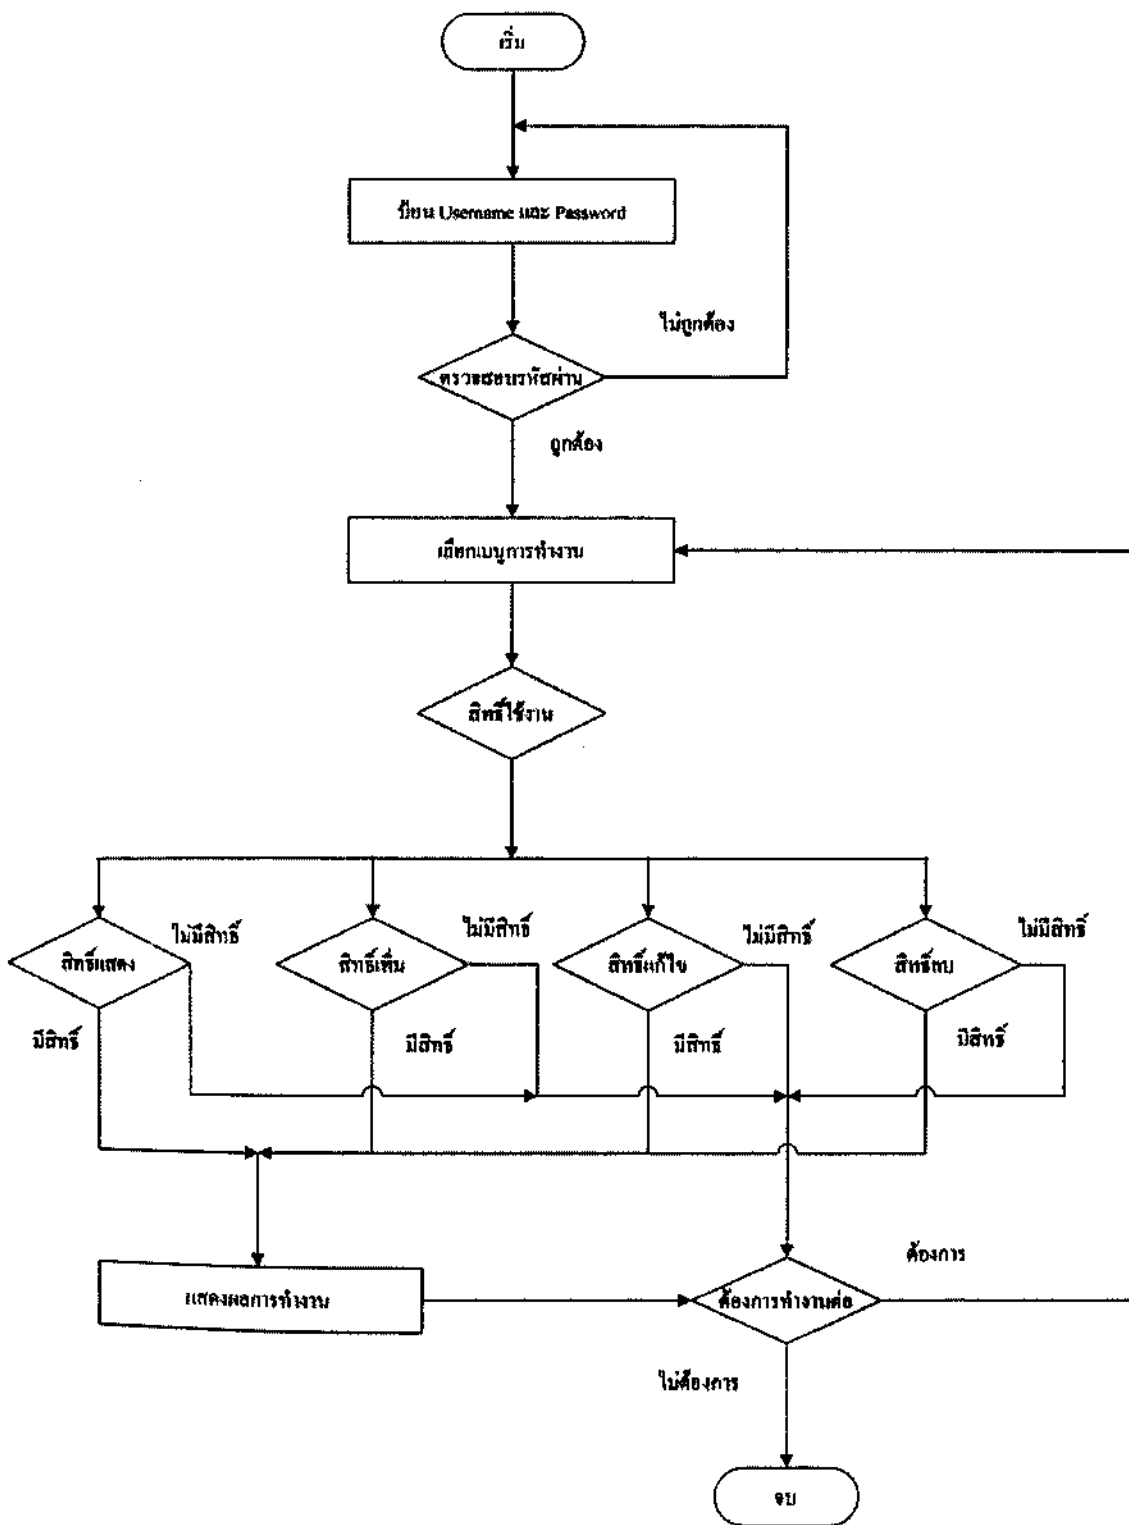 เริ่ม
ป้อน Username และ Password
ไม่ถูกต้อง
ตรวจสอบรหัสผ่าน
ถูกต้อง
เลือกเมนูการทำงาน
สิทธิ์ใช้งาน
ไม่มีสิทธิ์
ไม่มีสิทธิ์
ไม่มีสิทธิ์
ไม่มีสิทธิ์
สิทธิ์แสดง
สิทธิ์เพิ่ม
สิทธิ์แก้ไข
สิทธิ์ลบ
มีสิทธิ์
มีสิทธิ์
มีสิทธิ์
มีสิทธิ์
ต้องการ
แสดงผลการทำงาน
ต้องการทำงานต่อ
ไม่ต้องการ
จบ